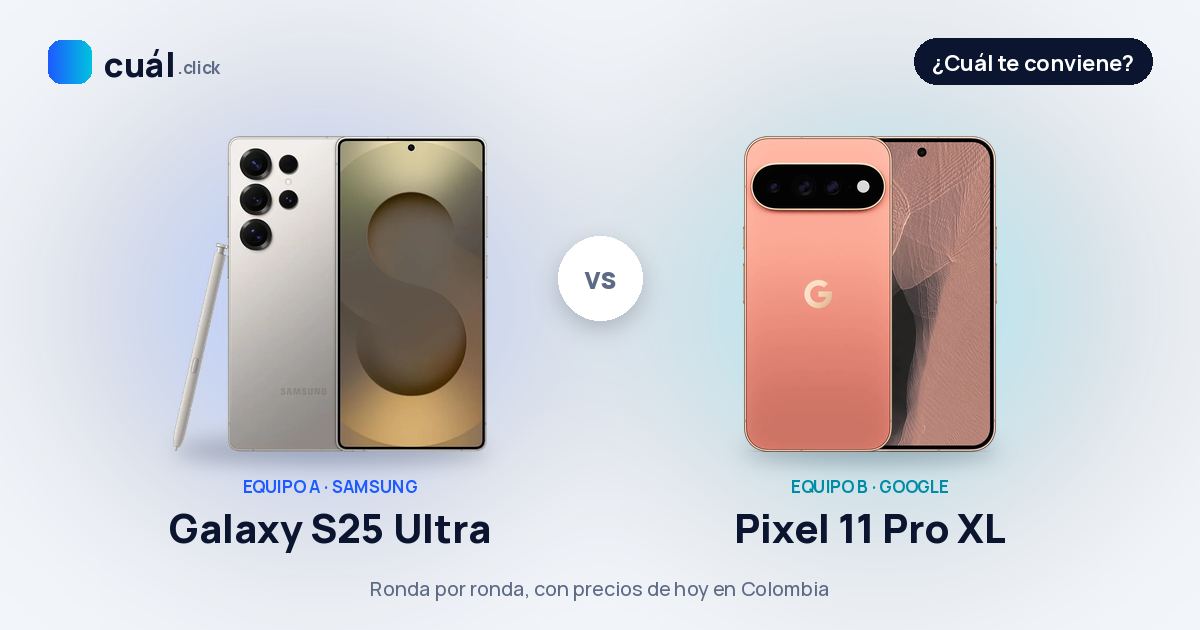 cuál.click
¿Cuál te conviene?
SAMSUNG
G
VS
EQUIPO A · SAMSUNG
EQUIPO B · GOOGLE
Galaxy S25 Ultra
Pixel 11 Pro XL
Ronda por ronda, con precios de hoy en Colombia